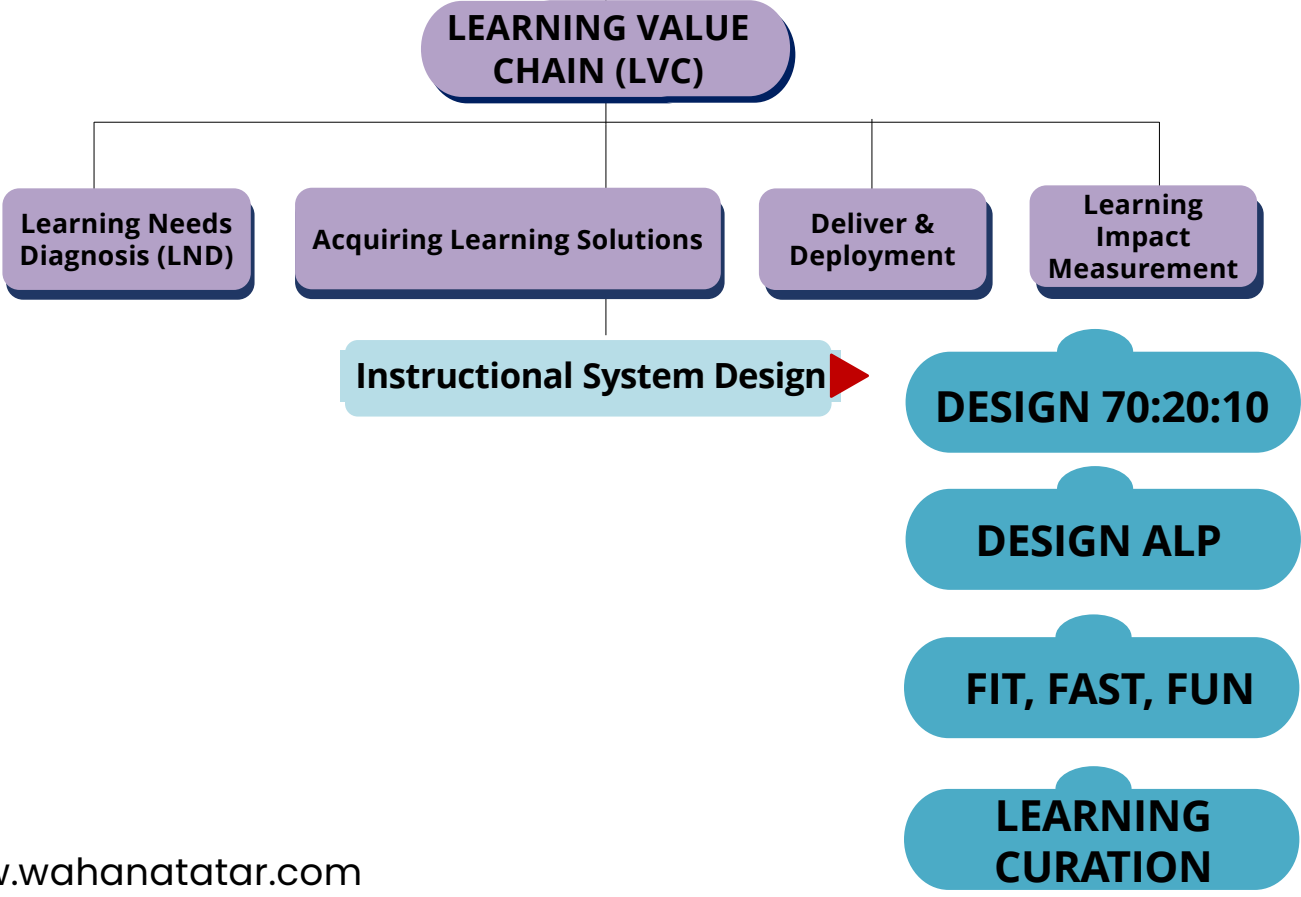 LEARNING VALUE
CHAIN (LVC)
Learning Needs
Diagnosis (LND)
Acquiring Learning Solutions
Deliver &
Deployment
Learning
Impact
Measurement
Instructional System Design
DESIGN 70:20:10
DESIGN ALP
FIT, FAST, FUN
LEARNING
CURATION
.wahanatatar.com